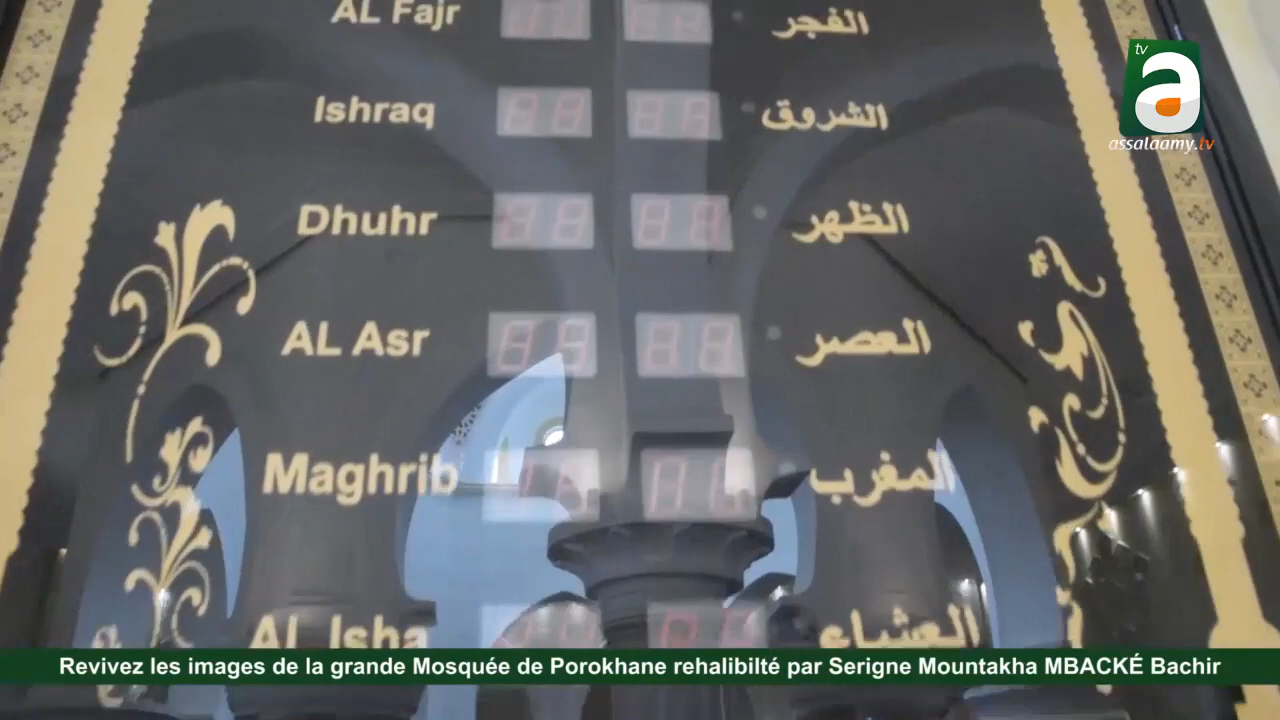 AL Fajr الفجر
tv
a
Ishraq الشروق
assalaamy.tv
Dhuhr الظهر
AL Asr العصر
Maghrib المغرب
AL Isha العشاء
Revivez les images de la grande Mosquée de Porokhane rehalibilté par Serigne Mountakha MBACKÉ Bachir